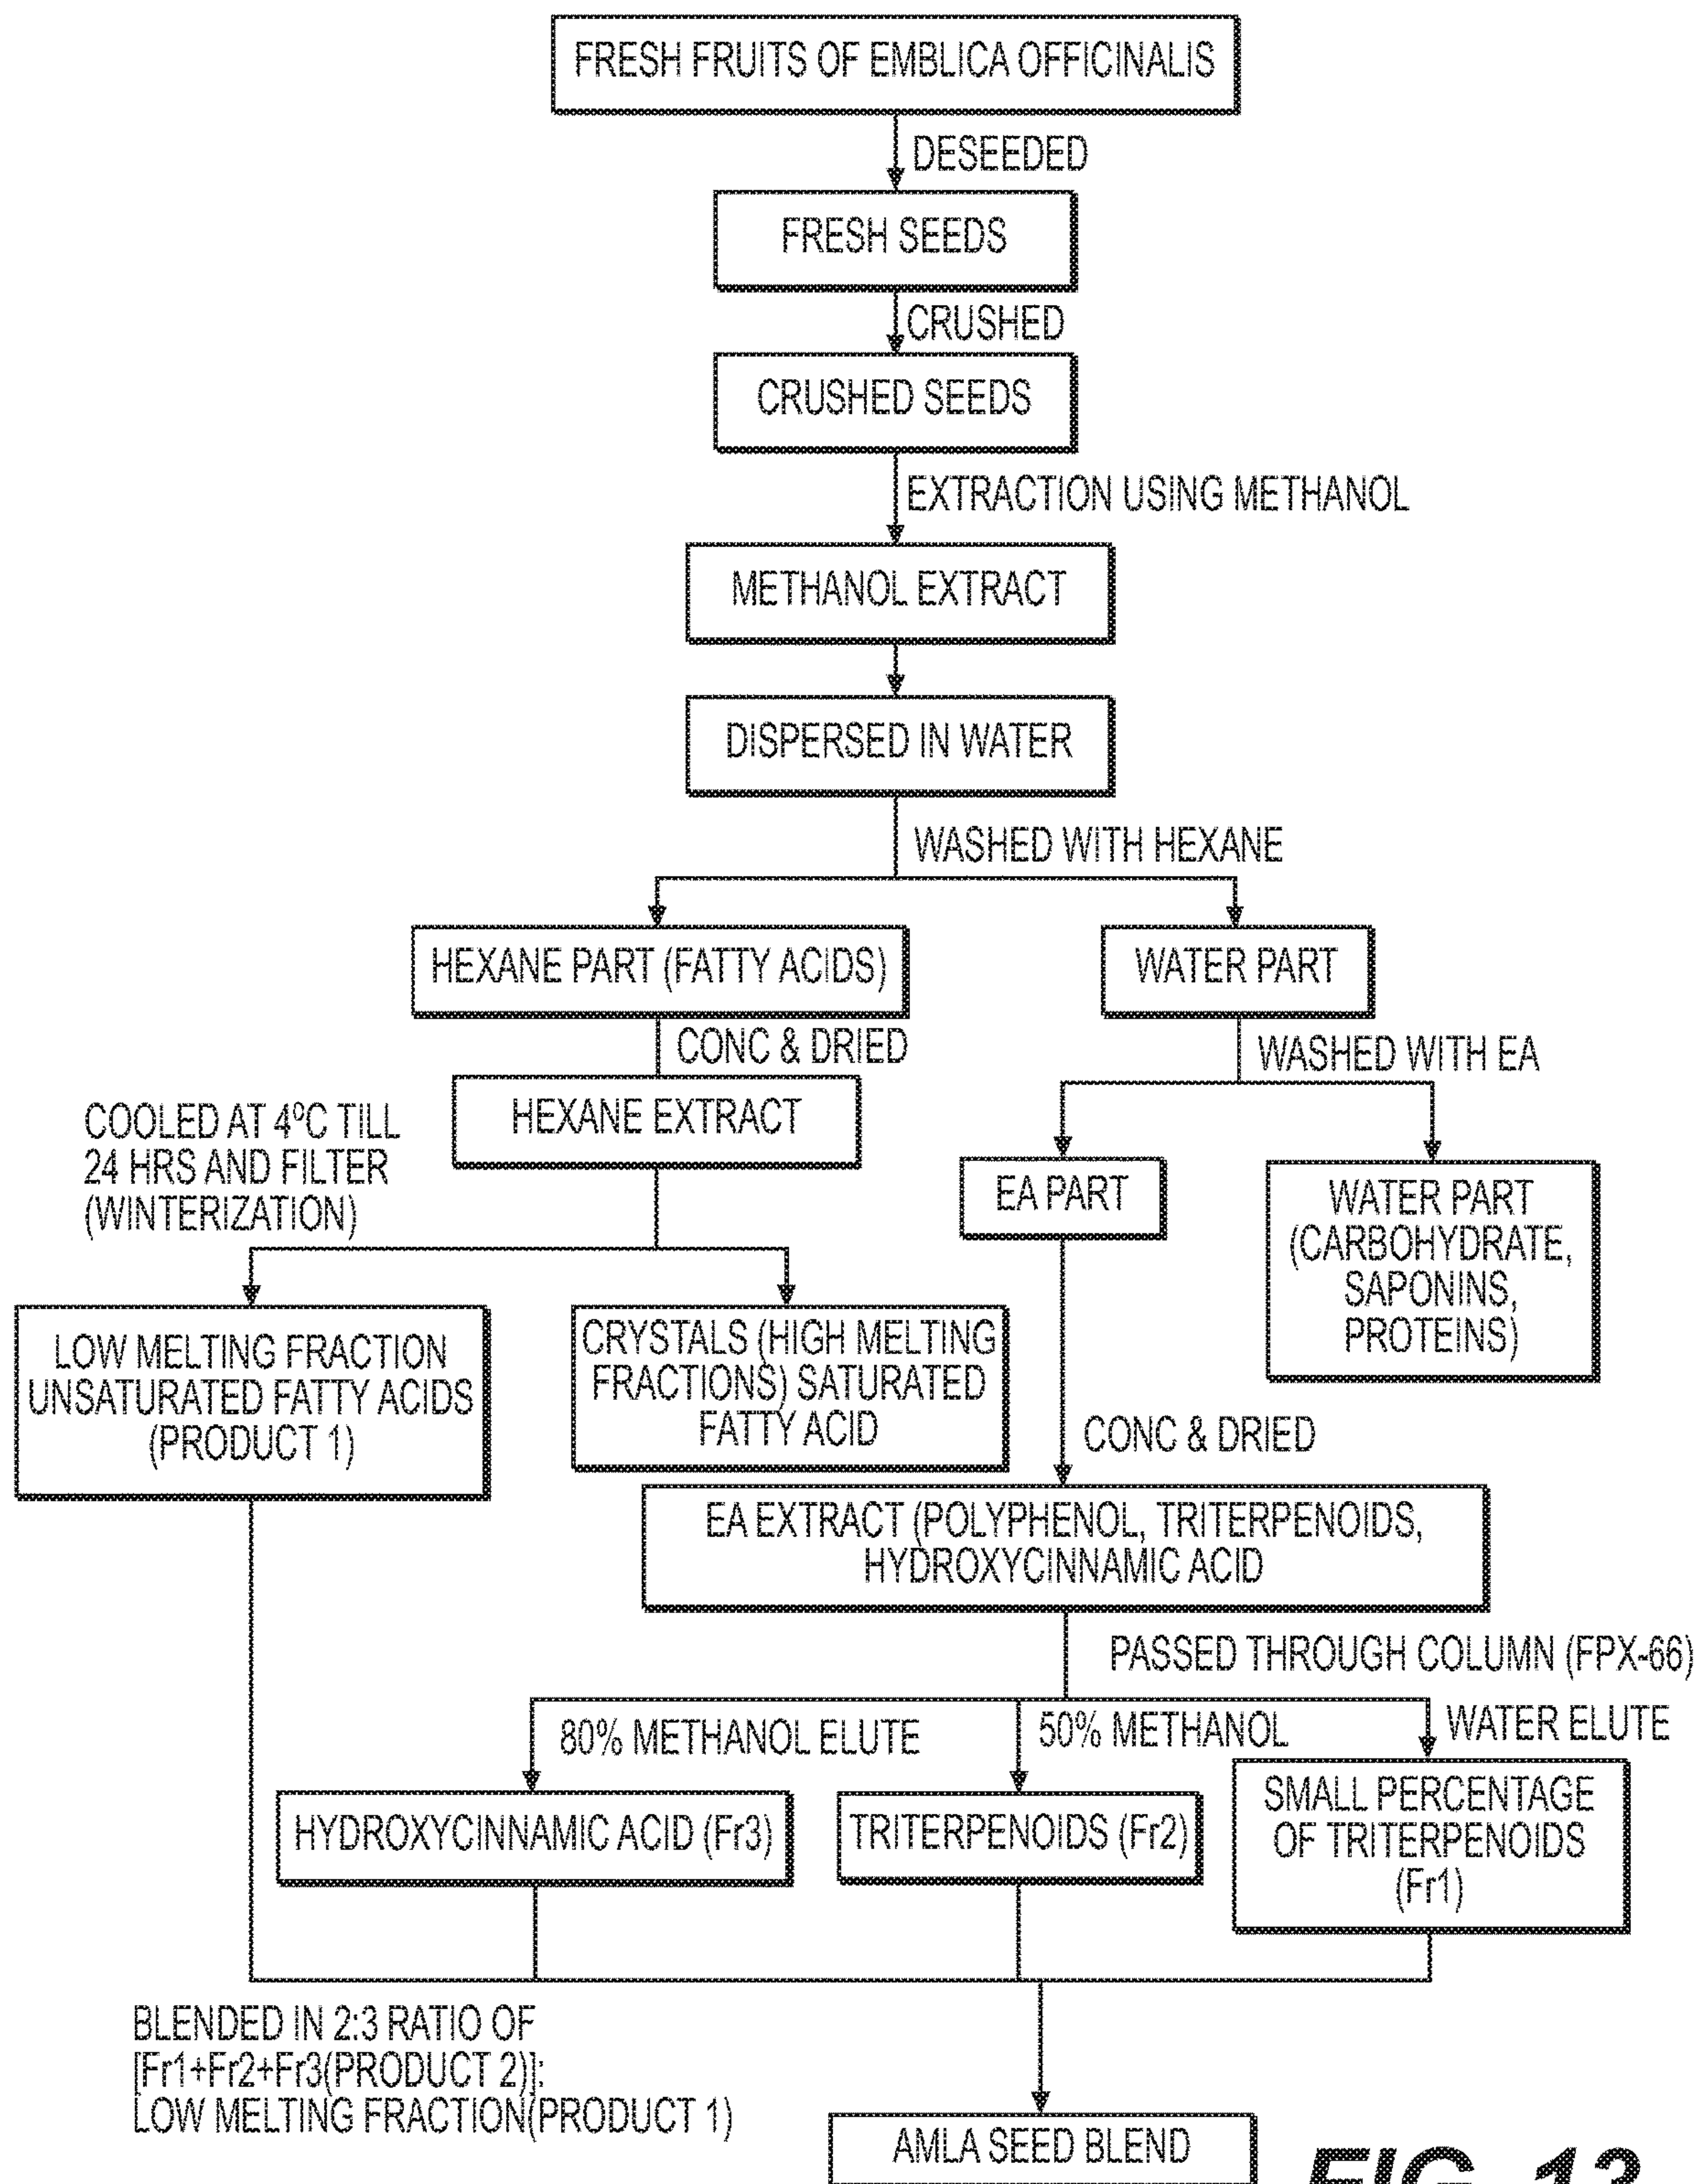 FRESH FRUITS OF EMBLICA OFFICINALIS
DESEEDED
FRESH SEEDS
CRUSHED
CRUSHED SEEDS
EXTRACTION USING METHANOL
METHANOL EXTRACT
DISPERSED IN WATER
WASHED WITH HEXANE
HEXANE PART (FATTY ACIDS)
WATER PART
CONC & DRIED
WASHED WITH EA
HEXANE EXTRACT
COOLED AT 4ºC TILL
24 HRS AND FILTER
(WINTERIZATION)
EA PART
WATER PART
(CARBOHYDRATE,
SAPONINS,
PROTEINS)
LOW MELTING FRACTION
UNSATURATED FATTY ACIDS
(PRODUCT 1)
CRYSTALS (HIGH MELTING
FRACTIONS) SATURATED
FATTY ACID
CONC & DRIED
EA EXTRACT (POLYPHENOL, TRITERPENOIDS,
HYDROXYCINNAMIC ACID
PASSED THROUGH COLUMN (FPX-66)
80% METHANOL ELUTE
50% METHANOL
WATER ELUTE
HYDROXYCINNAMIC ACID (Fr3)
TRITERPENOIDS (Fr2)
SMALL PERCENTAGE
OF TRITERPENOIDS
(Fr1)
BLENDED IN 2:3 RATIO OF
[Fr1+Fr2+Fr3(PRODUCT 2)]:
LOW MELTING FRACTION(PRODUCT 1)
AMLA SEED BLEND
FIG. 13